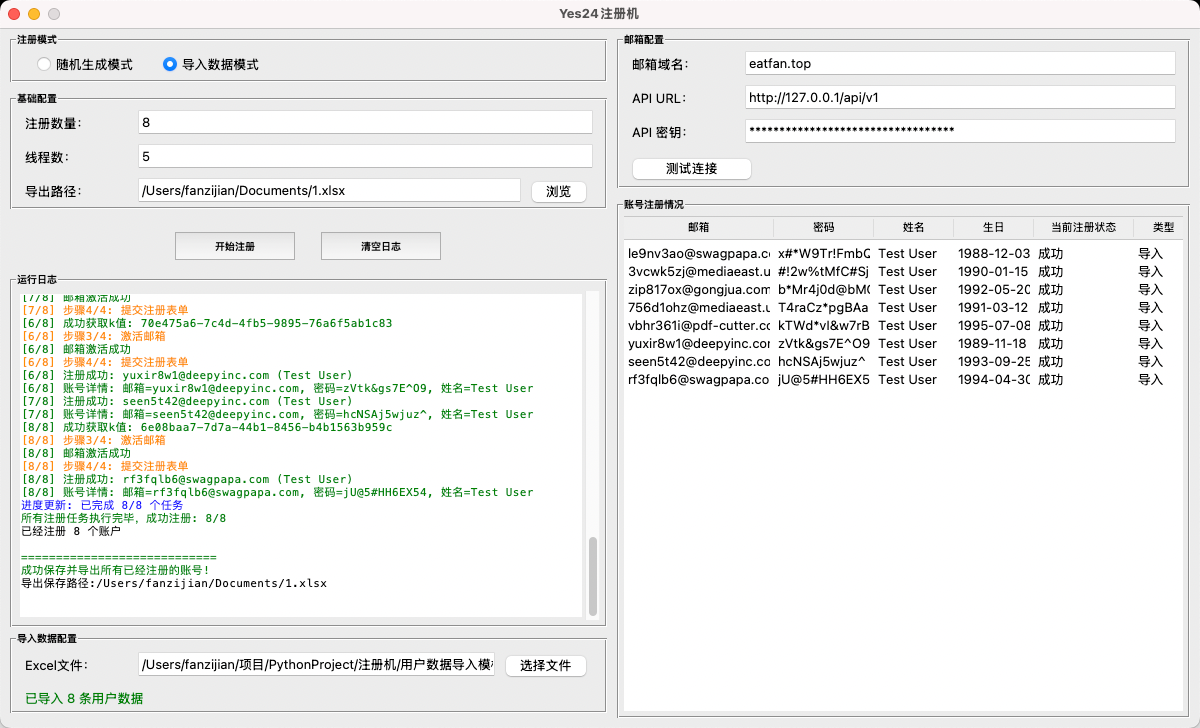 Yes24注册机
注册模式
随机生成模式
导入数据模式
基础配置
注册数量：
8
线程数：
5
导出路径：
/Users/fanzijian/Documents/1.xlsx
浏览
开始注册
清空日志
运行日志
[7/8] 邮箱激活成功
[7/8] 步骤4/4: 提交注册表单
[6/8] 成功获取k值: 70e475a6-7c4d-4fb5-9895-76a6f5ab1c83
[6/8] 步骤3/4: 激活邮箱
[6/8] 邮箱激活成功
[6/8] 步骤4/4: 提交注册表单
[6/8] 注册成功: yuxir8w1@deepyinc.com (Test User)
[6/8] 账号详情: 邮箱=yuxir8w1@deepyinc.com, 密码=zVtk&gs7E^O9, 姓名=Test User
[7/8] 注册成功: seen5t42@deepyinc.com (Test User)
[7/8] 账号详情: 邮箱=seen5t42@deepyinc.com, 密码=hcNSAj5wjuz^, 姓名=Test User
[8/8] 成功获取k值: 6e08baa7-7d7a-44b1-8456-b4b1563b959c
[8/8] 步骤3/4: 激活邮箱
[8/8] 邮箱激活成功
[8/8] 步骤4/4: 提交注册表单
[8/8] 注册成功: rf3fqlb6@swagpapa.com (Test User)
[8/8] 账号详情: 邮箱=rf3fqlb6@swagpapa.com, 密码=jU@5#HH6EX54, 姓名=Test User
进度更新: 已完成 8/8 个任务
所有注册任务执行完毕，成功注册: 8/8
已经注册 8 个账户
============================
成功保存并导出所有已经注册的账号!
导出保存路径:/Users/fanzijian/Documents/1.xlsx
导入数据配置
Excel文件：
/Users/fanzijian/项目/PythonProject/注册机/用户数据导入模
选择文件
已导入 8 条用户数据
邮箱配置
邮箱域名：
eatfan.top
API URL：
http://127.0.0.1/api/v1
API 密钥：
**********************************
测试连接
账号注册情况
邮箱 密码 姓名 生日 当前注册状态 类型
le9nv3ao@swagpapa.c x#*W9Tr!FmbQ Test User 1988-12-03 成功 导入
3vcwk5zj@mediaeast.u #!2w%tMfC#Sj Test User 1990-01-15 成功 导入
zip817ox@gongjua.com b*Mr4j0d@bM Test User 1992-05-20 成功 导入
756d1ohz@mediaeast.u T4raCz*pgBAa Test User 1991-03-12 成功 导入
vbhr361i@pdf-cutter.co kTWd*vI&w7rB Test User 1995-07-08 成功 导入
yuxir8w1@deepyinc.com zVtk&gs7E^O9 Test User 1989-11-18 成功 导入
seen5t42@deepyinc.co hcNSAj5wjuz^ Test User 1993-09-25 成功 导入
rf3fqlb6@swagpapa.co jU@5#HH6EX5 Test User 1994-04-30 成功 导入